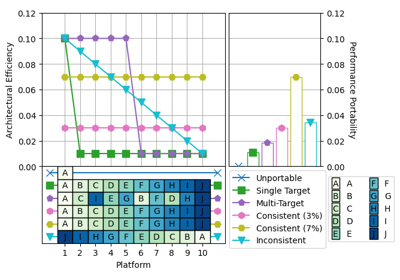 0.12
0.10
0.08
0.06
0.04
0.02
0.00
Architectural Efficiency
0.12
0.10
0.08
0.06
0.04
0.02
0.00
Performance Portability
A
A B C D E F G H I J
A C I E G B F D H J
A B C D E F G H I J
A B C D E F G H I J
J I H G F E D C B A
1 2 3 4 5 6 7 8 9 10
Platform
Unportable
Single Target
Multi-Target
Consistent (3%)
Consistent (7%)
Inconsistent
A A
B B
C C
D D
E E
F F
G G
H H
I I
J J